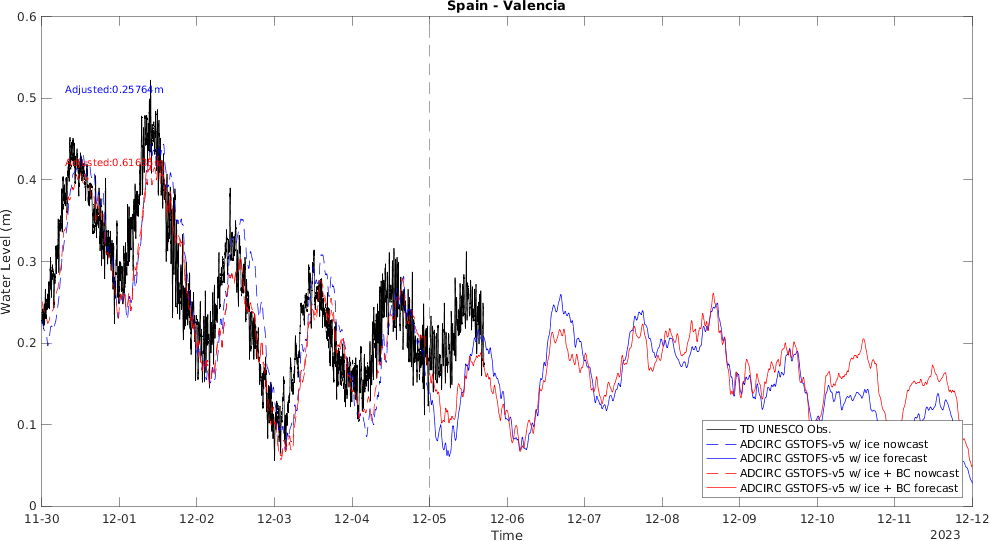 Spain - Valencia
0.6
0.5
0.4
0.3
0.2
0.1
0
Water Level (m)
Adjusted:0.25764m
TD UNESCO Obs.
ADCIRC GSTOFS-v5 w/ ice nowcast
ADCIRC GSTOFS-v5 w/ ice forecast
ADCIRC GSTOFS-v5 w/ ice + BC nowcast
ADCIRC GSTOFS-v5 w/ ice + BC forecast
11-30 12-01 12-02 12-03 12-04 12-05 12-06 12-07 12-08 12-09 12-10 12-11 12-12
Time
2023